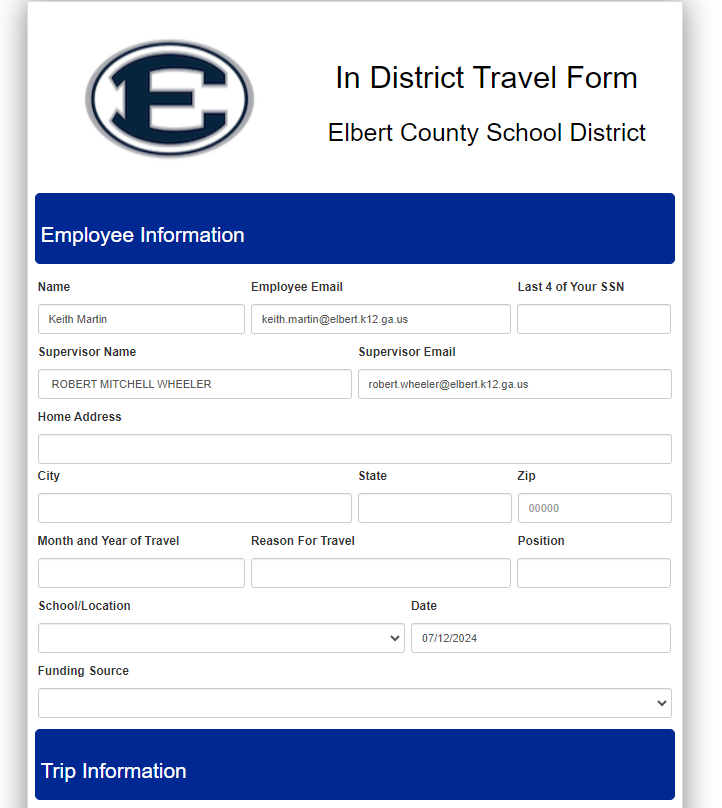 E
In District Travel Form
Elbert County School District
Employee Information
Name Employee Email Last 4 of Your SSN
Keith Martin keith.martin@elbert.k12.ga.us
Supervisor Name Supervisor Email
ROBERT MITCHELL WHEELER robert.wheeler@elbert.k12.ga.us
Home Address
City State Zip
00000
Month and Year of Travel Reason For Travel Position
School/Location Date
07/12/2024
Funding Source
Trip Information